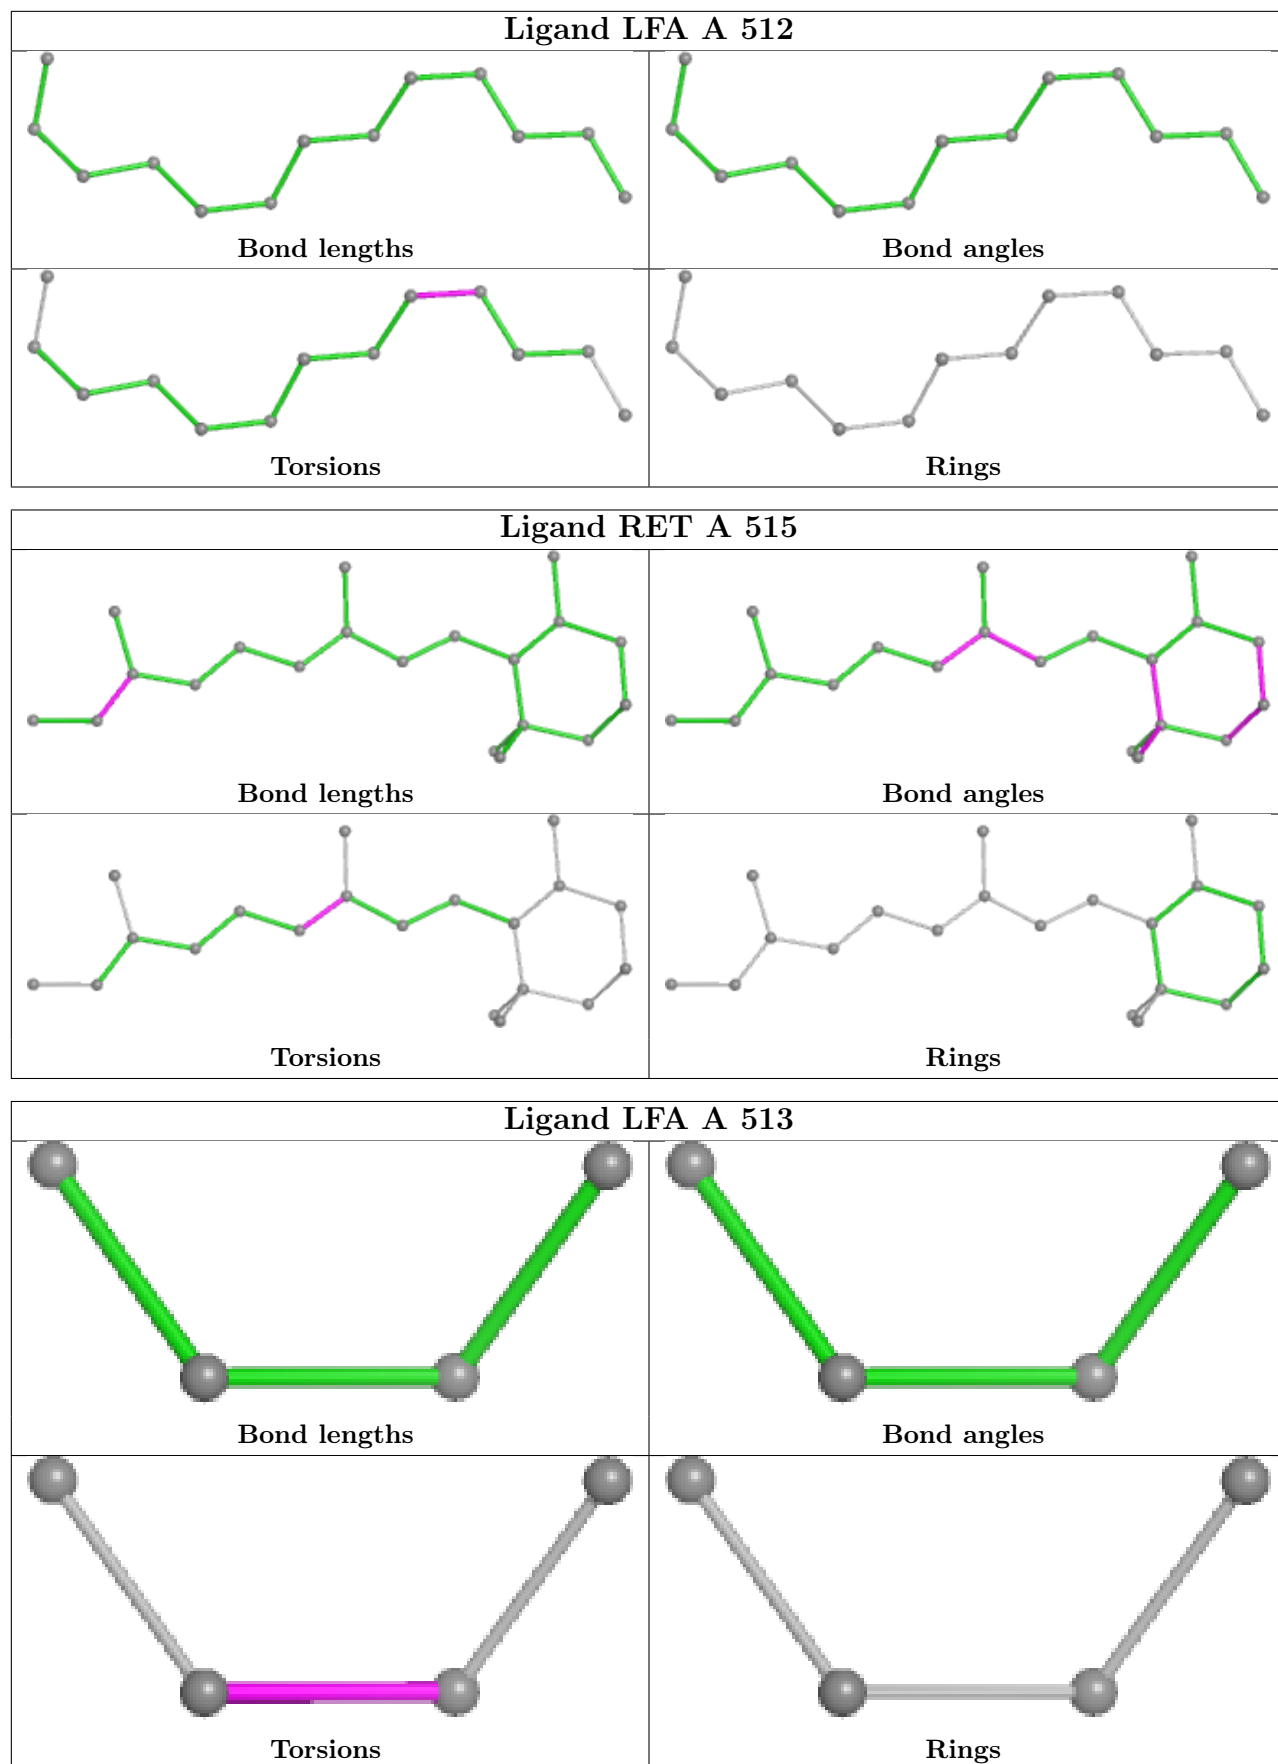 Ligand LFA A 512
Bond lengths
Bond angles
Torsions
Rings
Ligand RET A 515
Bond lengths
Bond angles
Torsions
Rings
Ligand LFA A 513
Bond lengths
Bond angles
Torsions
Rings